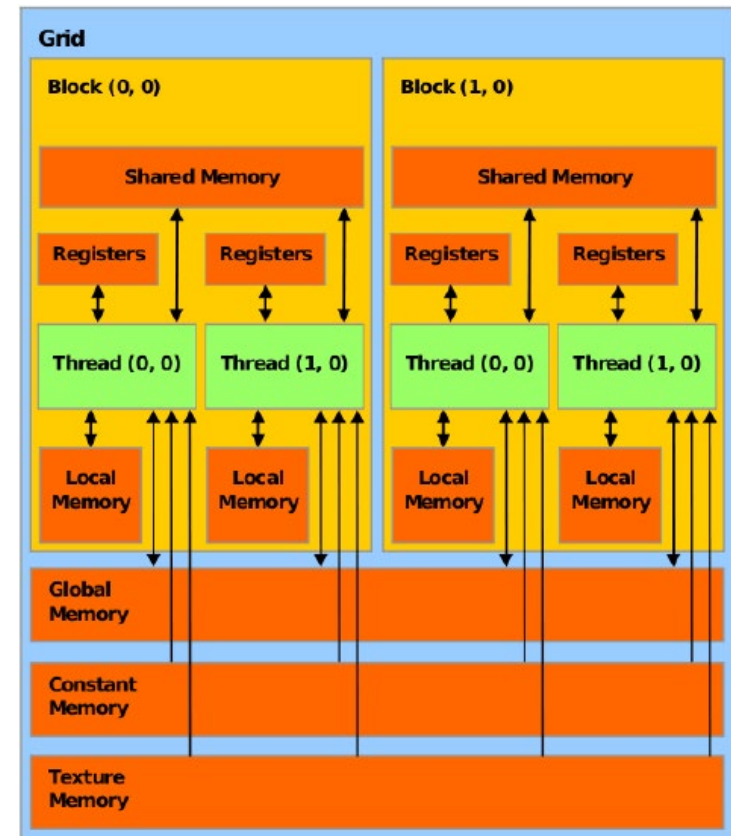 Grid
Block (0, 0)
Block (1, 0)
Shared Memory
Shared Memory
Registers
Registers
Registers
Registers
Thread (0, 0)
Thread (1, 0)
Thread (0, 0)
Thread (1, 0)
Local
Memory
Local
Memory
Local
Memory
Local
Memory
Global
Memory
Constant
Memory
Texture
Memory